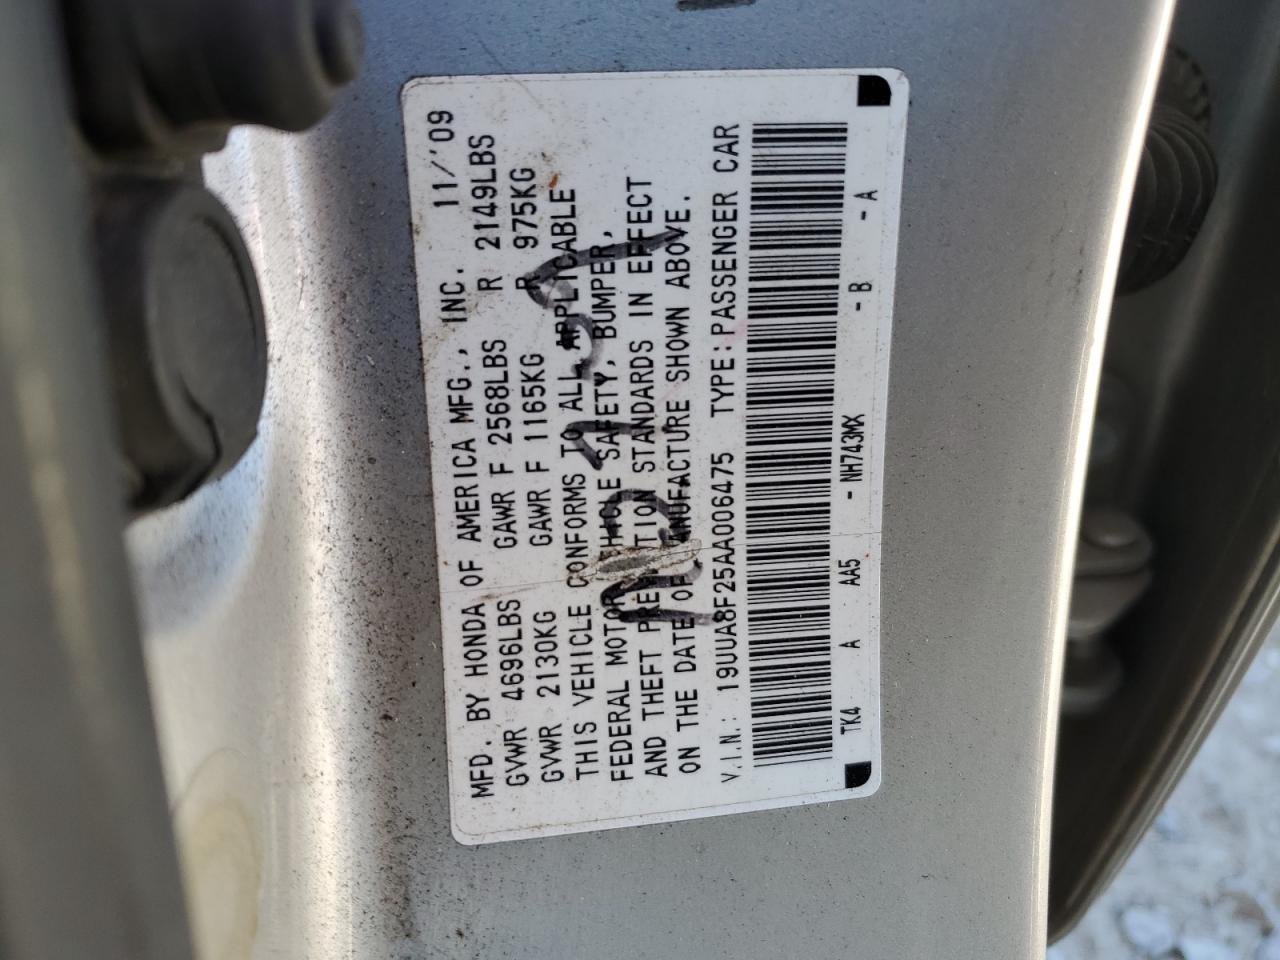 MFD. BY HONDA OF AMERICA MFG., INC. 11/'09
GVWR 4696LBS GAWR F 2568LBS R 2149LBS
GVWR 2130KG GAWR F 1165KG R 975KG
THIS VEHICLE CONFORMS TO ALL APPLICABLE
FEDERAL MOTOR SAFETY, BUMPER,
AND THEFT STANDARDS IN EFFECT
ON THE DATE OF MANUFACTURE SHOWN ABOVE.
V.I.N.: 19UUA8F25AA006475 TYPE:PASSENGER CAR
TK4 A AA5 - NH743MX - B - A